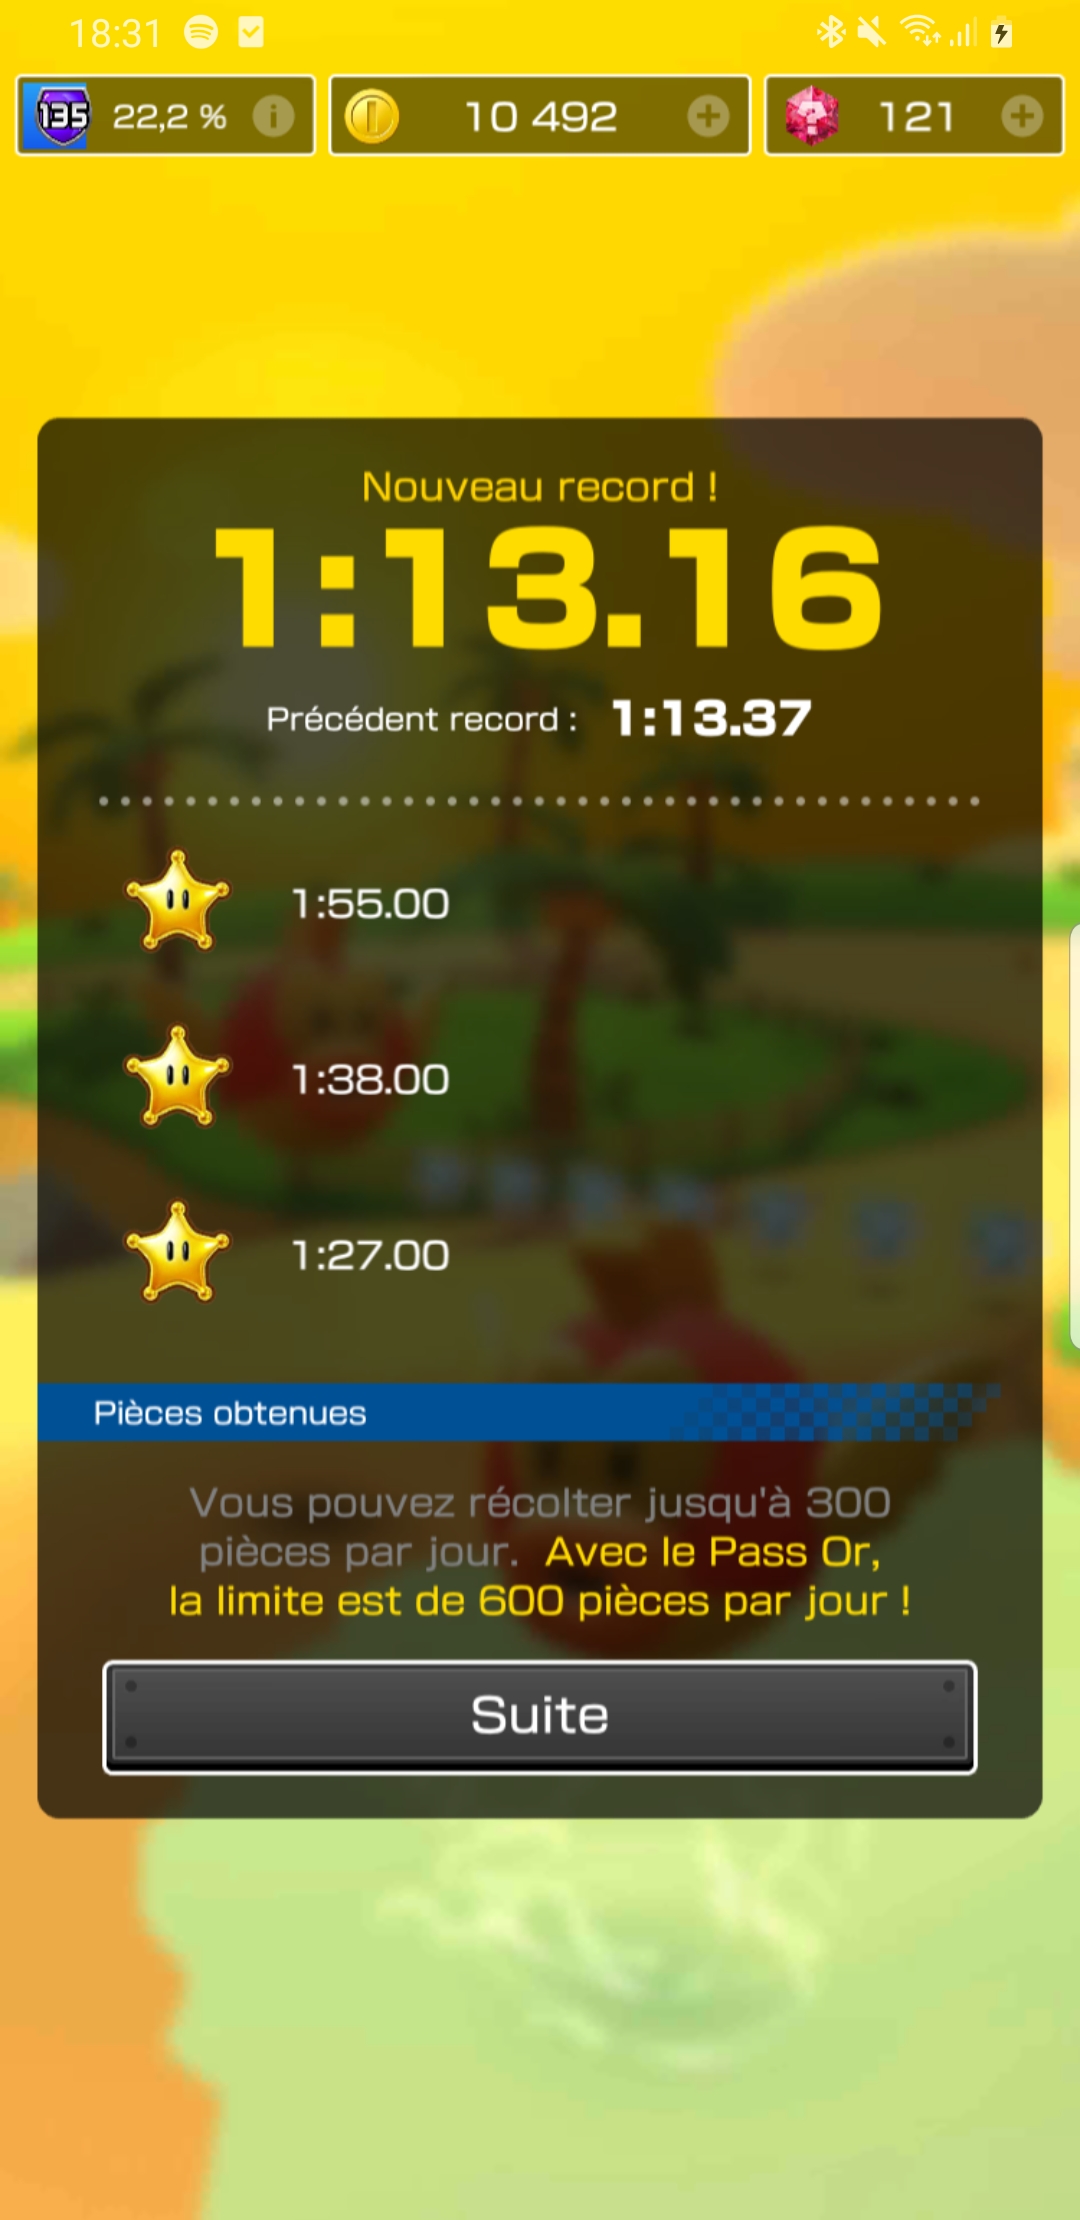 18:31
135 22,2 % i 10 492 + ? 121 +
Nouveau record !
1:13.16
Précédent record : 1:13.37
1:55.00
1:38.00
1:27.00
Pièces obtenues
Vous pouvez récolter jusqu'à 300
pièces par jour. Avec le Pass Or,
la limite est de 600 pièces par jour !
Suite